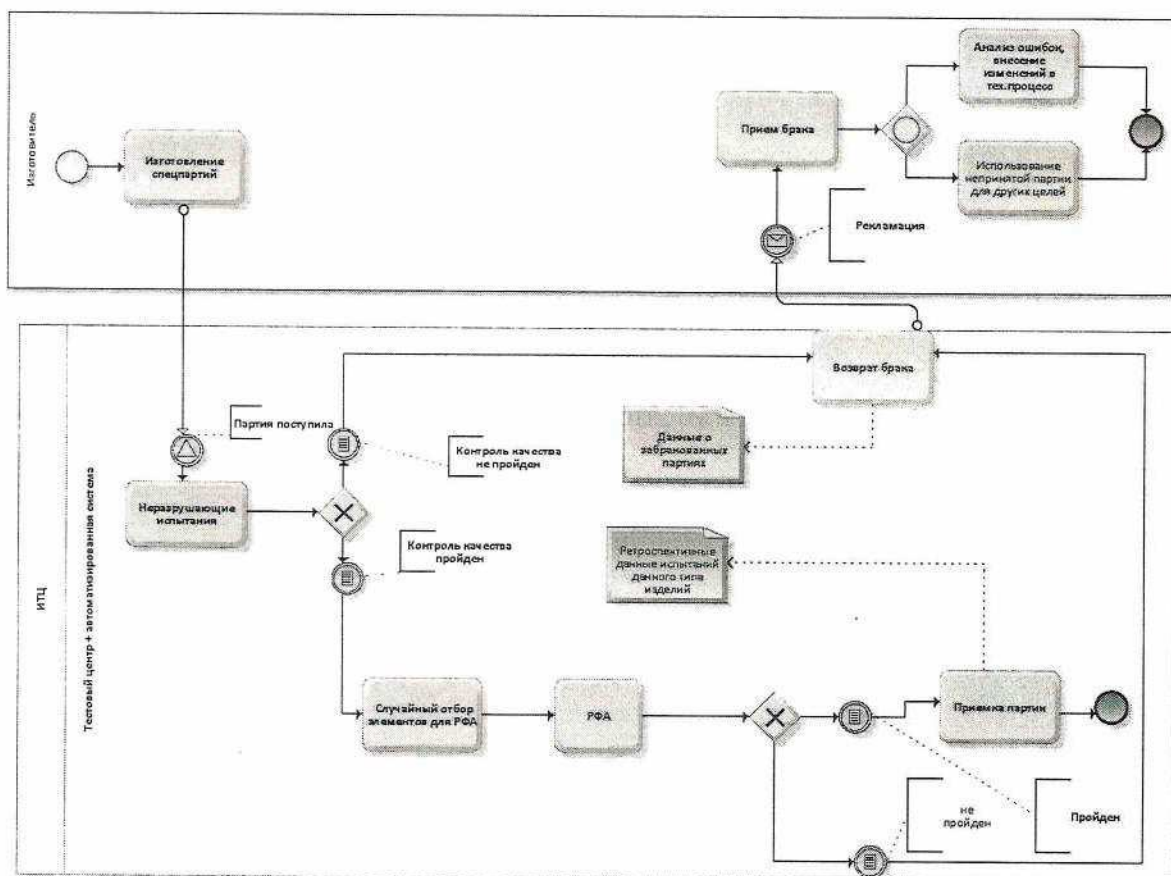 Изготовитель
Изготовление
спецпартий
Прием брака
Анализ ошибок,
внесение
изменений в
тех.процесс
Использование
непринятой партии
для других целей
Рекламация
ИТЦ
Тестовый центр + автоматизированная система
Партия поступила
Неразрушающие
испытания
Контроль качества
не пройден
Контроль качества
пройден
Возврат брака
Данные о
забракованных
партиях
Ретроспективные
данные испытаний
данного типа
изделий
Случайный отбор
элементов для РФА
РФА
Приемка партии
не
пройден
Пройден